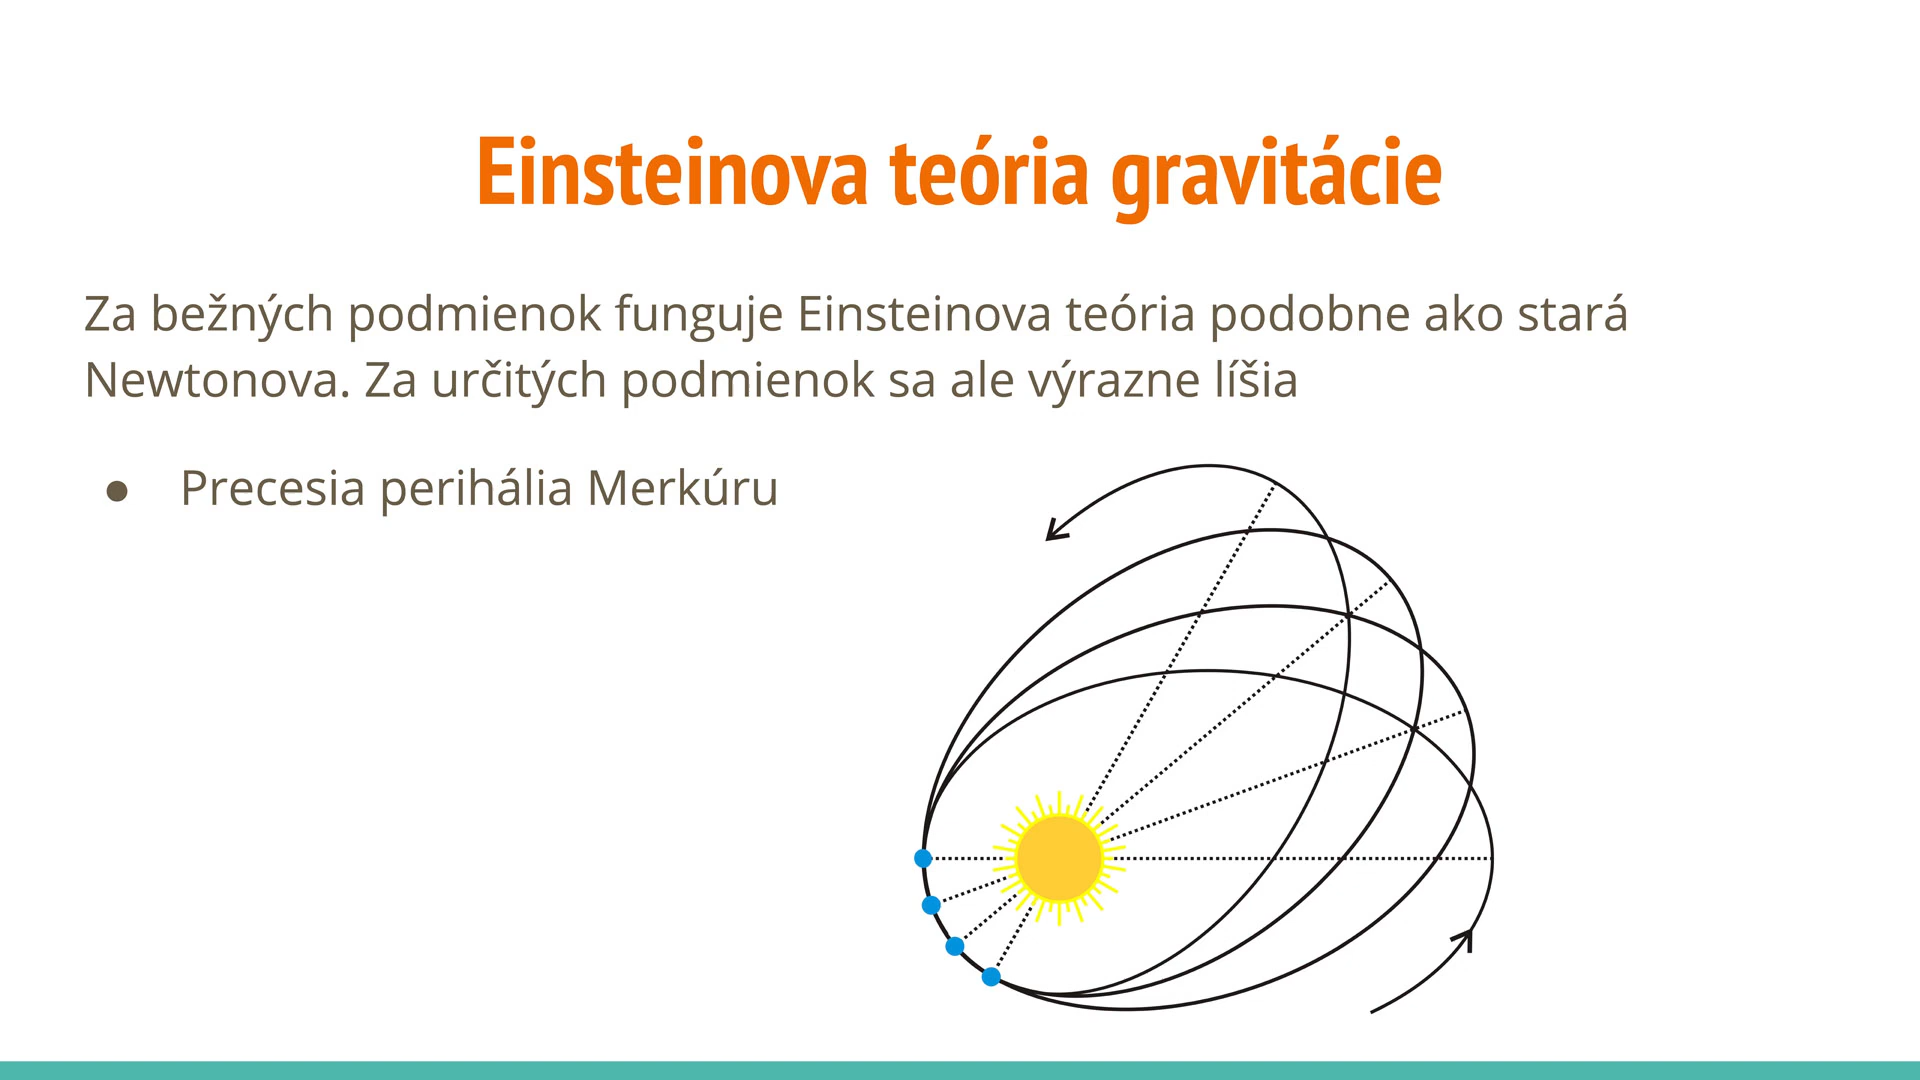 Einsteinova teória gravitácie
Za bežných podmienok funguje Einsteinova teória podobne ako stará
Newtonova. Za určitých podmienok sa ale výrazne líšia
● Precesia perihália Merkúru